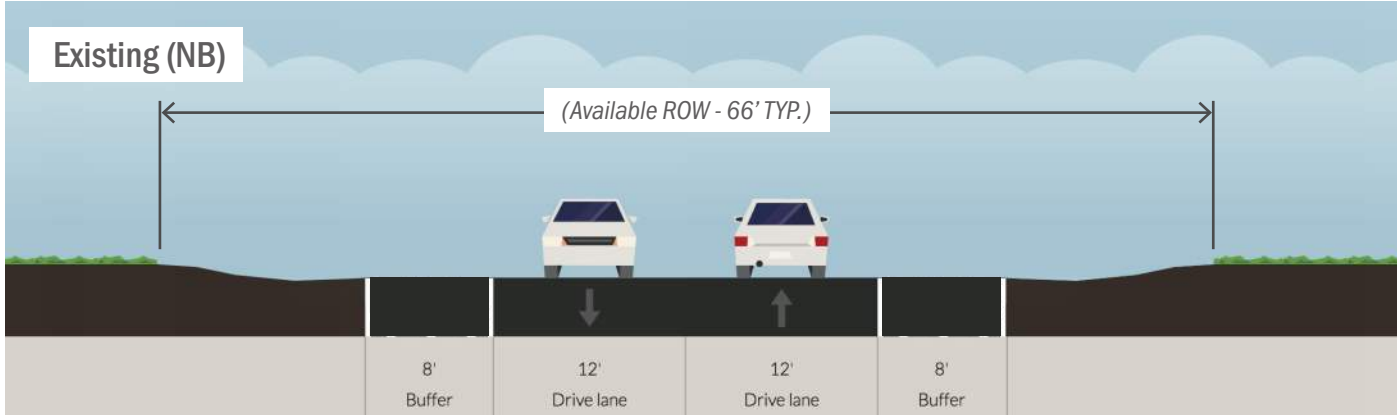 Existing (NB)
(Available ROW - 66’ TYP.)
8' 12' 12' 8'
Buffer Drive lane Drive lane Buffer